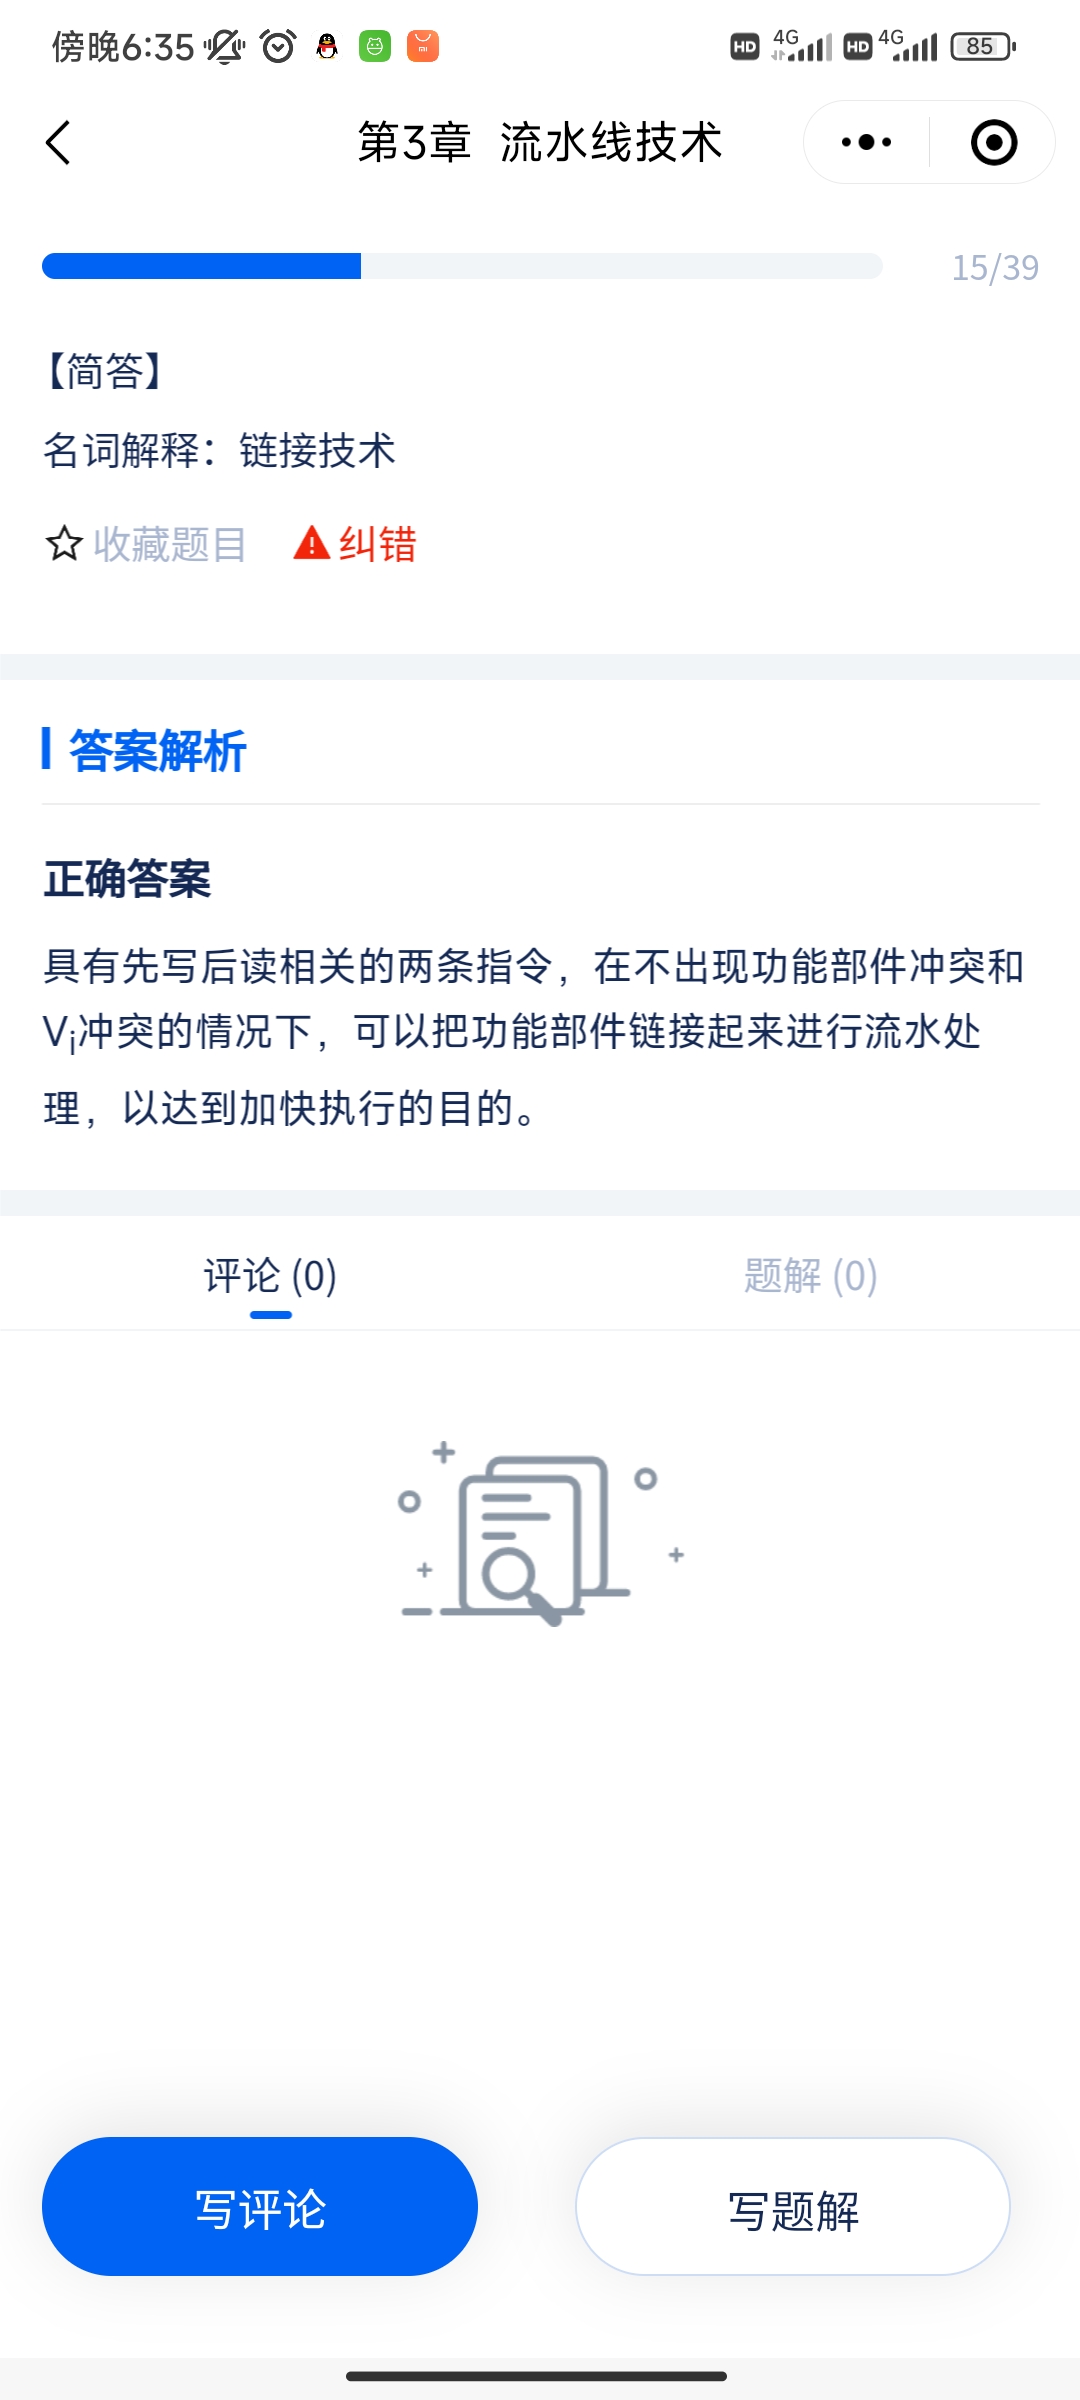 傍晚6:35 HD 4G HD 4G 85
第3章 流水线技术
15/39
【简答】
名词解释：链接技术
收藏题目 纠错
答案解析
正确答案
具有先写后读相关的两条指令，在不出现功能部件冲突和
Vi冲突的情况下，可以把功能部件链接起来进行流水处
理，以达到加快执行的目的。
评论 (0) 题解 (0)
写评论 写题解